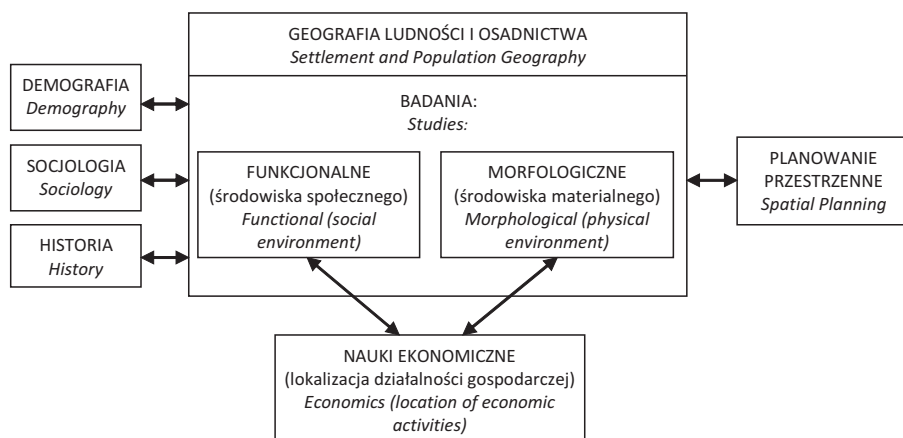 GEOGRAFIA LUDNOŚCI I OSADNICTWA
Settlement and Population Geography
DEMOGRAFIA
Demography
SOCJOLOGIA
Sociology
HISTORIA
History
BADANIA:
Studies:
FUNKCJONALNE
(środowiska społecznego)
Functional (social
environment)
MORFOLOGICZNE
(środowiska materialnego)
Morphological (physical
environment)
PLANOWANIE
PRZESTRZENNE
Spatial Planning
NAUKI EKONOMICZNE
(lokalizacja działalności gospodarczej)
Economics (location of economic
activities)